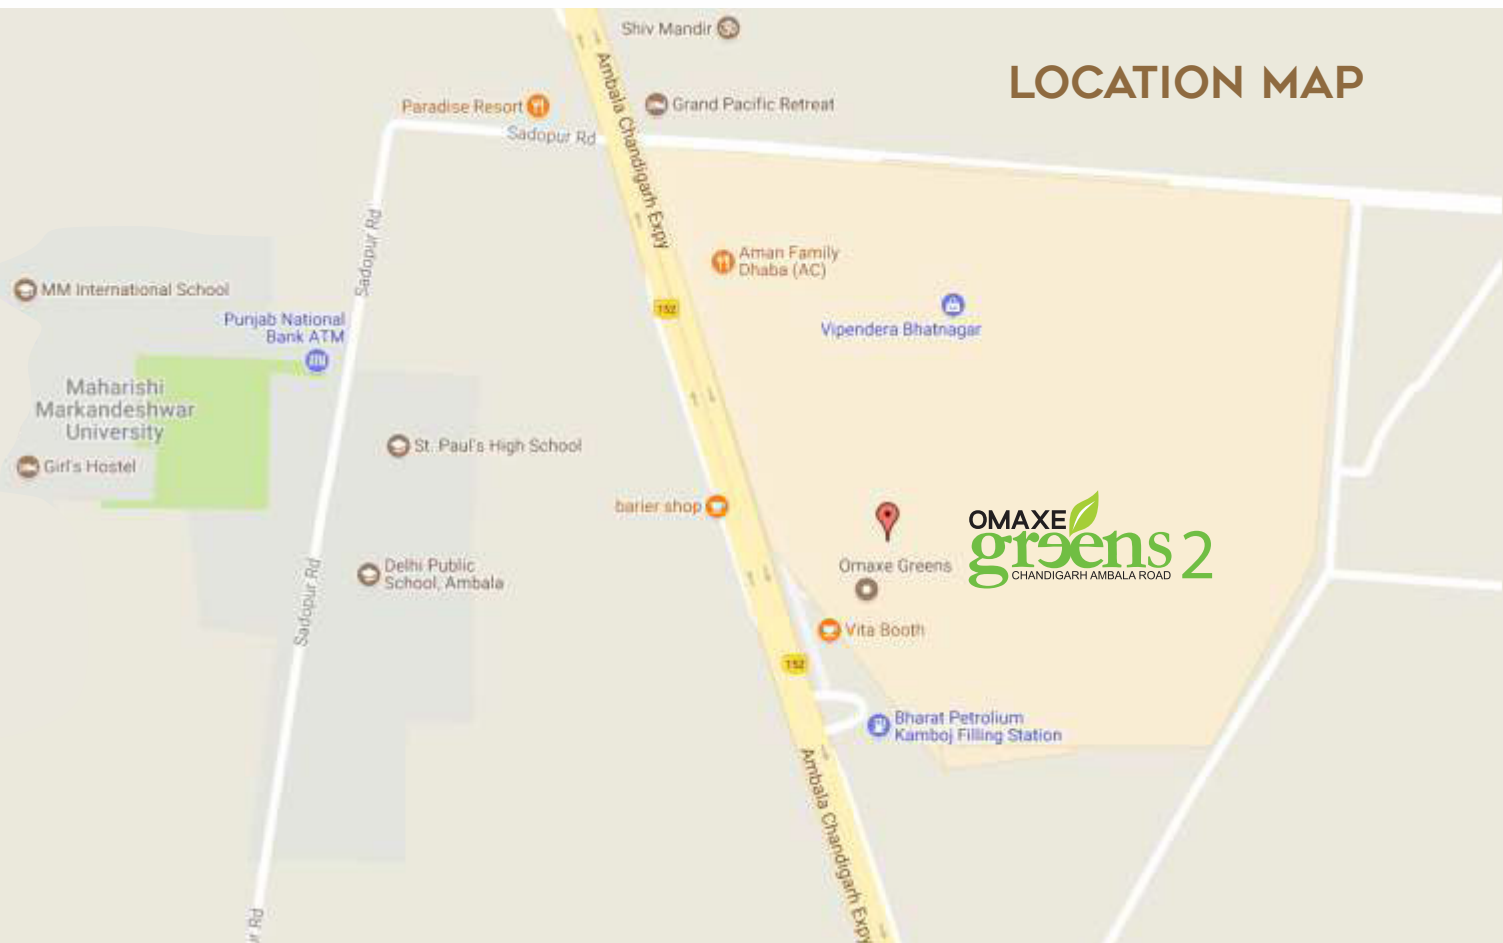 Shiv Mandir
LOCATION MAP
Paradise Resort
Grand Pacific Retreat
Sadopur Rd
Ambala Chandigarh Expy
Sadopur Rd
Aman Family
Dhaba (AC)
MM International School
152
Punjab National
Bank ATM
ATM
Vipendera Bhatnagar
Maharishi
Markandeshwar
University
St. Paul's High School
Girl's Hostel
barier shop
OMAXE
greens 2
CHANDIGARH AMBALA ROAD
Omaxe Greens
Delhi Public
School, Ambala
Sadopur Rd
Vita Booth
152
Bharat Petrolium
Kamboj Filling Station
Ambala Chandigarh Expy
r Rd